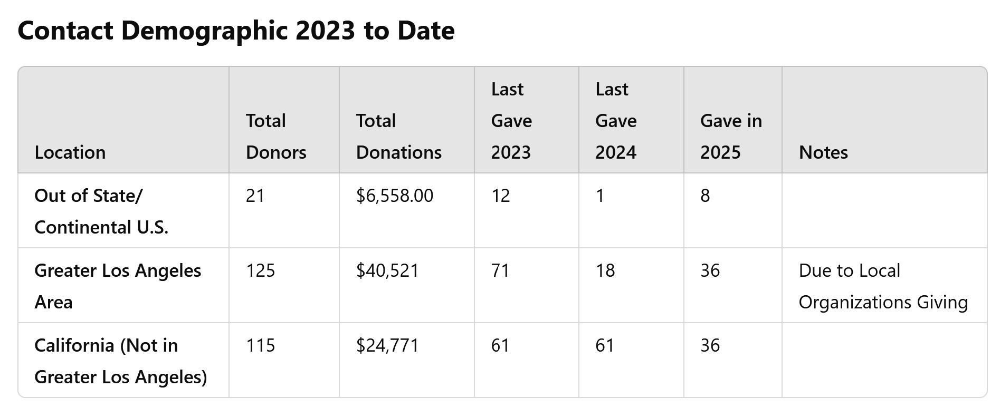 Contact Demographic 2023 to Date
Location
Total
Donors
Total
Donations
Last
Gave
2023
Last
Gave
2024
Gave in
2025
Notes
Out of State/
Continental U.S.
21
$6,558.00
12
1
8
Greater Los Angeles
Area
125
$40,521
71
18
36
Due to Local
Organizations Giving
California (Not in
Greater Los Angeles)
115
$24,771
61
61
36